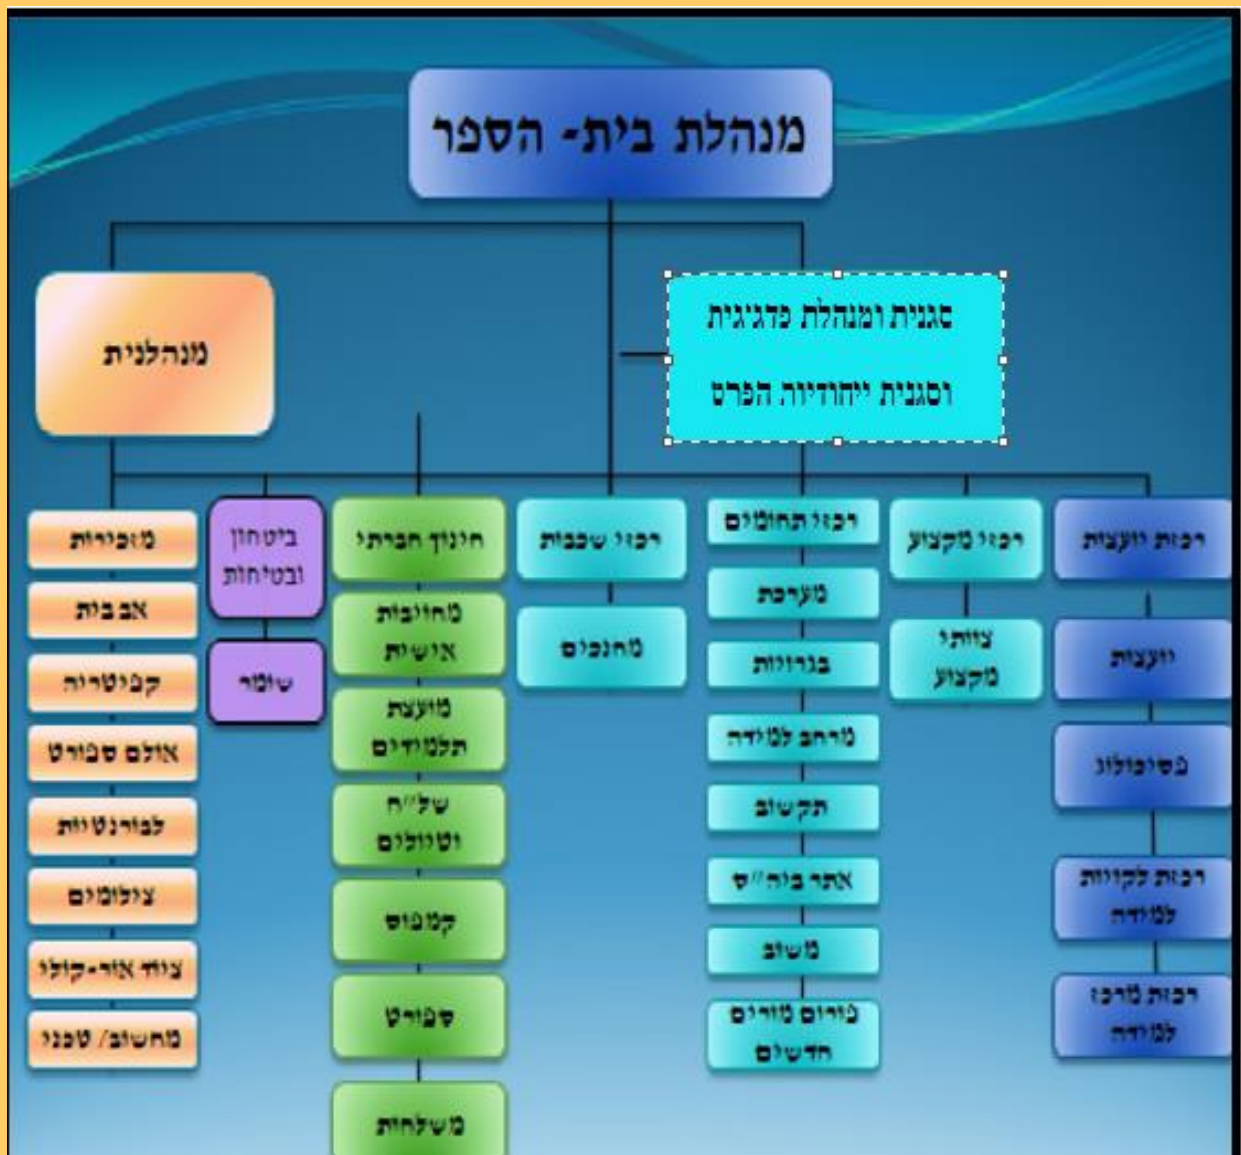 מנהלת בית- הספר
סגנית ומנהלת פדגיגית
וסגנית ייחודיות הפרט
מנהלנית
רכזת יועצות
יועצות
פסיכולוג
רכזת לקויות
למידה
רכזת מרכז
למידה
רכזי מקצוע
צוותי
מקצוע
רכזי תחומים
מערכת
בגרויות
מרחב למידה
תקשוב
אתר ביה"ס
משוב
פורום מורים
חדשים
רכזי שכבות
מחנכים
חינוך חברתי
מחויבות
אישית
מועצת
תלמידים
של"ח
וטיולים
קמפוס
ספורט
משלחות
ביטחון
ובטיחות
שומר
מזכירות
אב בית
קפיטריה
אולם ספורט
לבורנטיות
צילומים
ציוד אור-קולי
מחשוב/ טכני